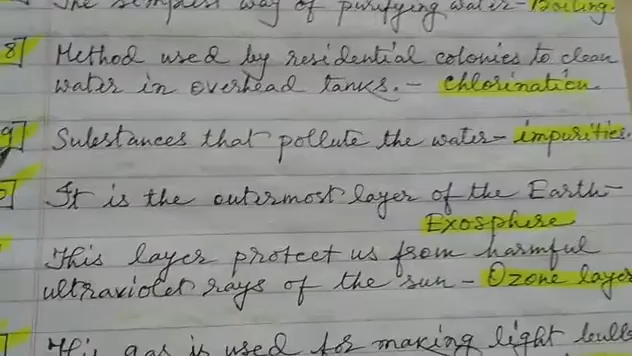 The simplest way of purifying water - Boiling.
8] Method used by residential colonies to clean
water in overhead tanks. - Chlorination.
9] Substances that pollute the water - impurities.
It is the outermost layer of the Earth -
Exosphere
This layer protect us from harmful
ultraviolet rays of the sun - Ozone layer
This gas is used for making light bulbs